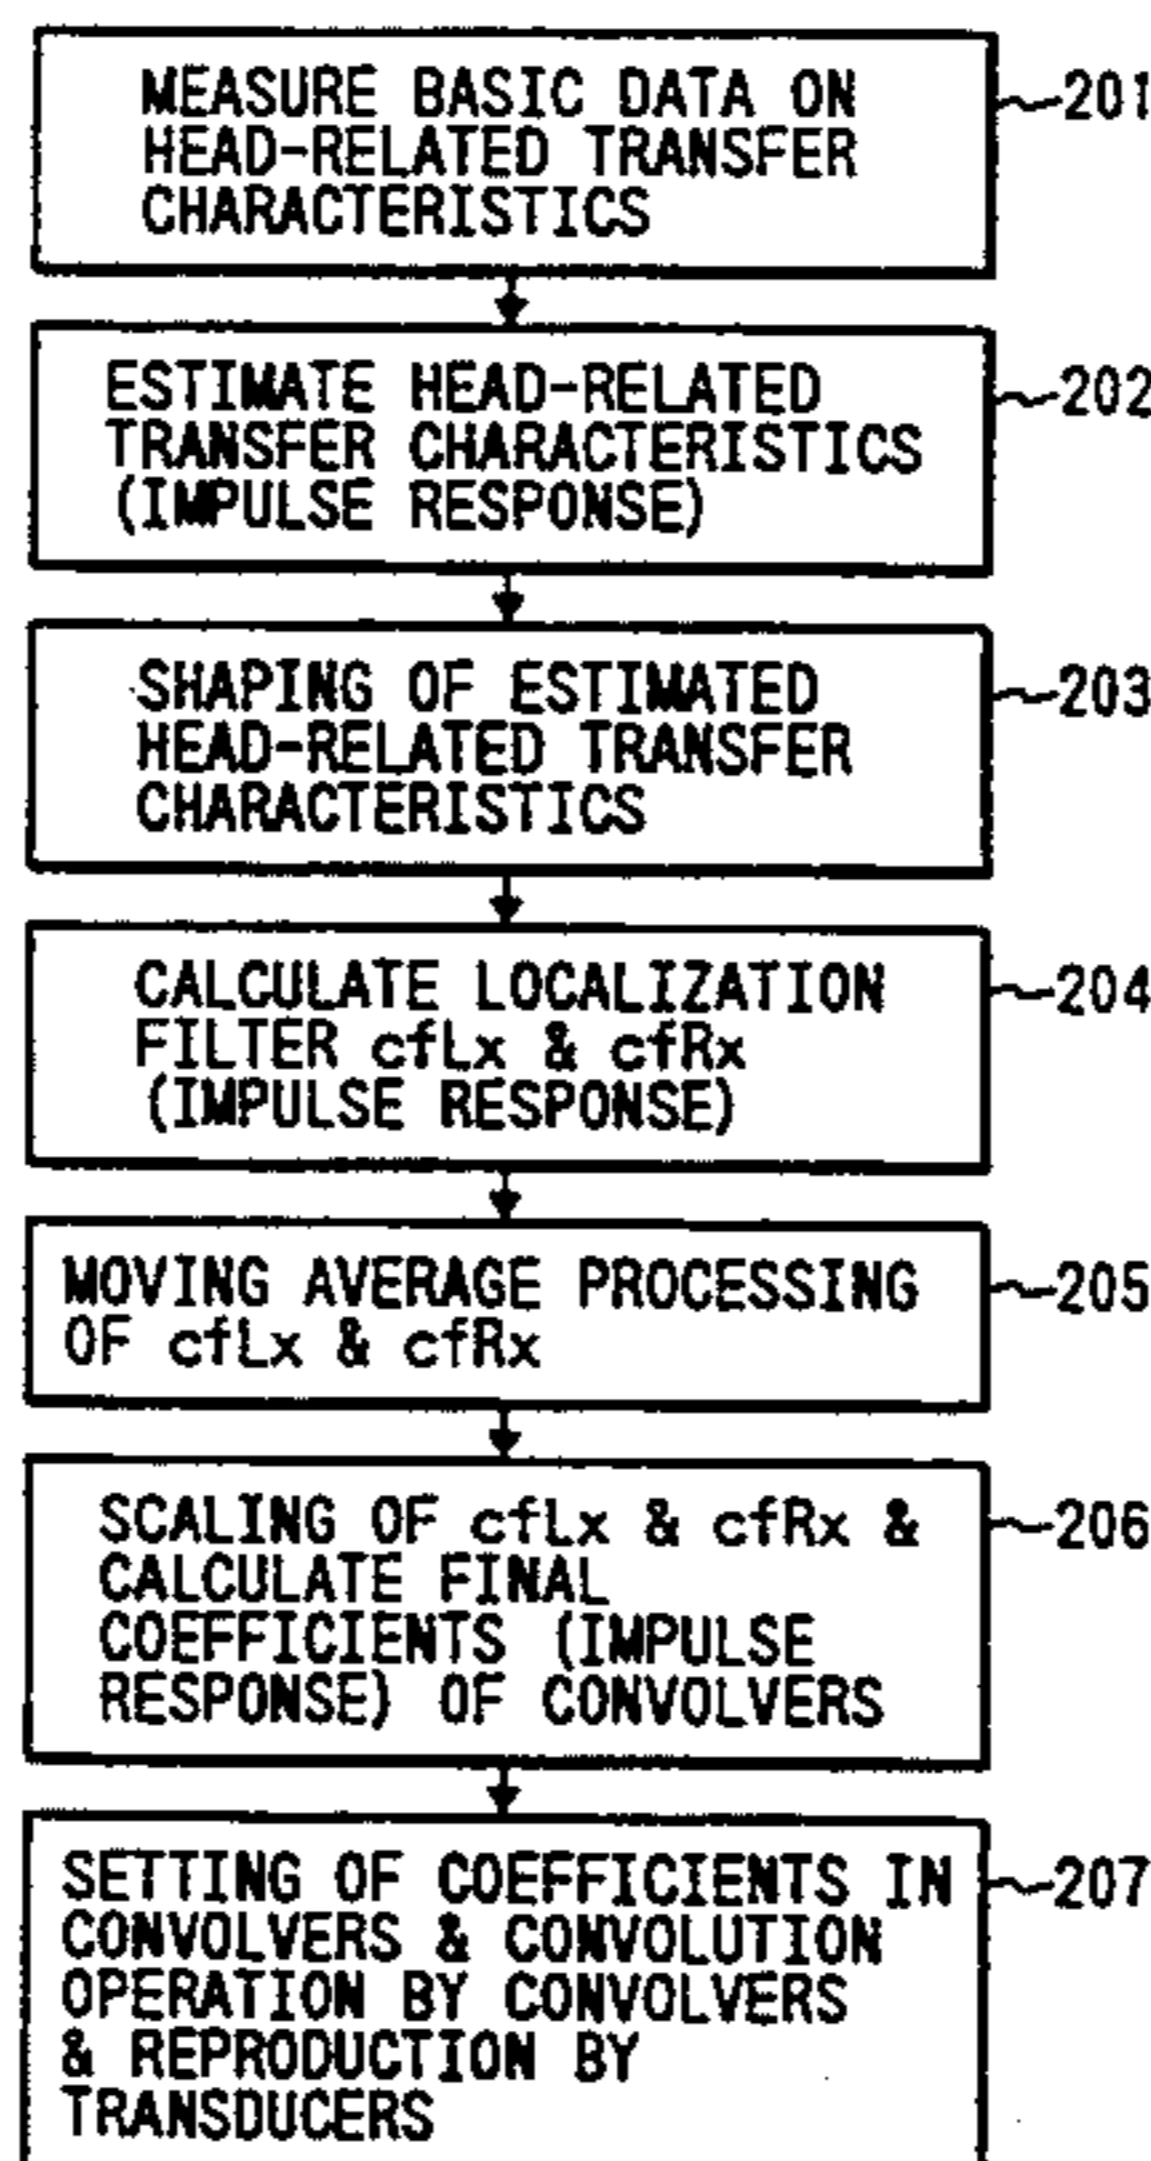 MEASURE BASIC DATA ON
HEAD-RELATED TRANSFER
CHARACTERISTICS
201
ESTIMATE HEAD-RELATED
TRANSFER CHARACTERISTICS
(IMPULSE RESPONSE)
202
SHAPING OF ESTIMATED
HEAD-RELATED TRANSFER
CHARACTERISTICS
203
CALCULATE LOCALIZATION
FILTER cfLx & cfRx
(IMPULSE RESPONSE)
204
MOVING AVERAGE PROCESSING
OF cfLx & cfRx
205
SCALING OF cfLx & cfRx &
CALCULATE FINAL
COEFFICIENTS (IMPULSE
RESPONSE) OF CONVOLVERS
206
SETTING OF COEFFICIENTS IN
CONVOLVERS & CONVOLUTION
OPERATION BY CONVOLVERS
& REPRODUCTION BY
TRANSDUCERS
207